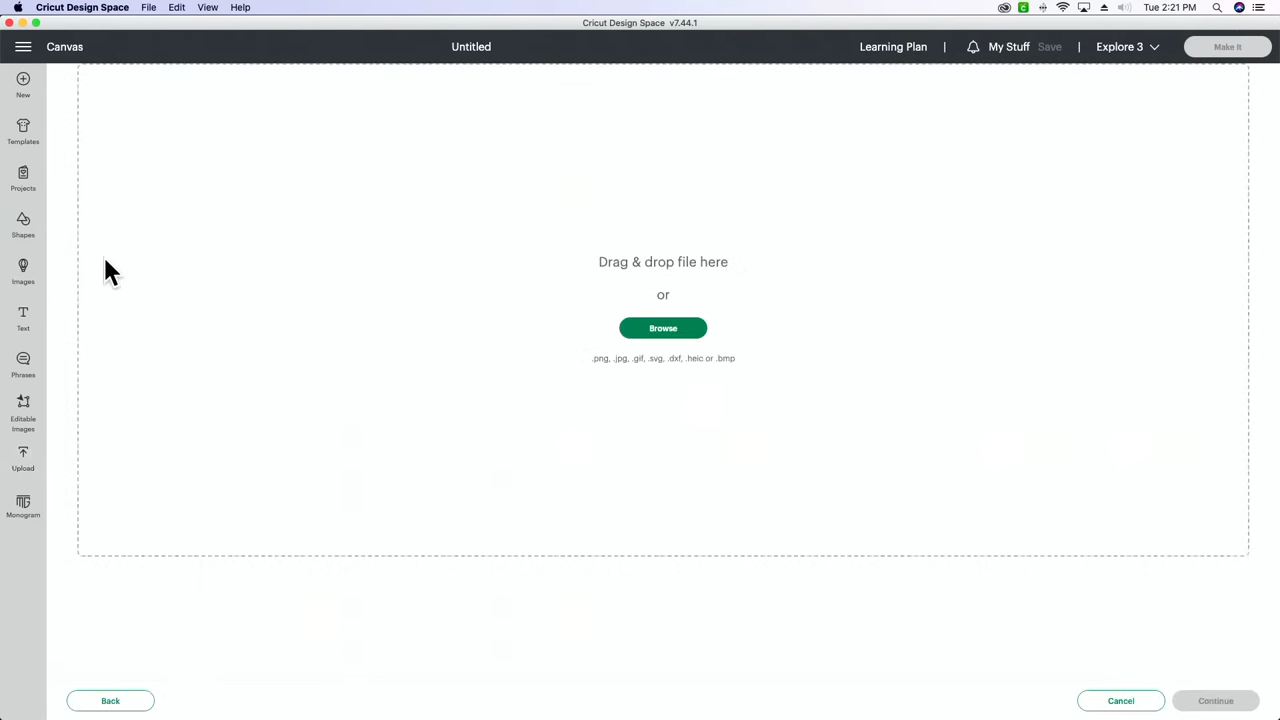 Cricut Design Space File Edit View Help Tue 2:21 PM
Cricut Design Space v7.44.1
Canvas Untitled Learning Plan | My Stuff Save | Explore 3 Make It
New
Templates
Projects
Shapes
Images
Text
Phrases
Editable
Images
Upload
Monogram
Drag & drop file here
or
Browse
.png, .jpg, .gif, .svg, .dxf, .heic or .bmp
Back Cancel Continue